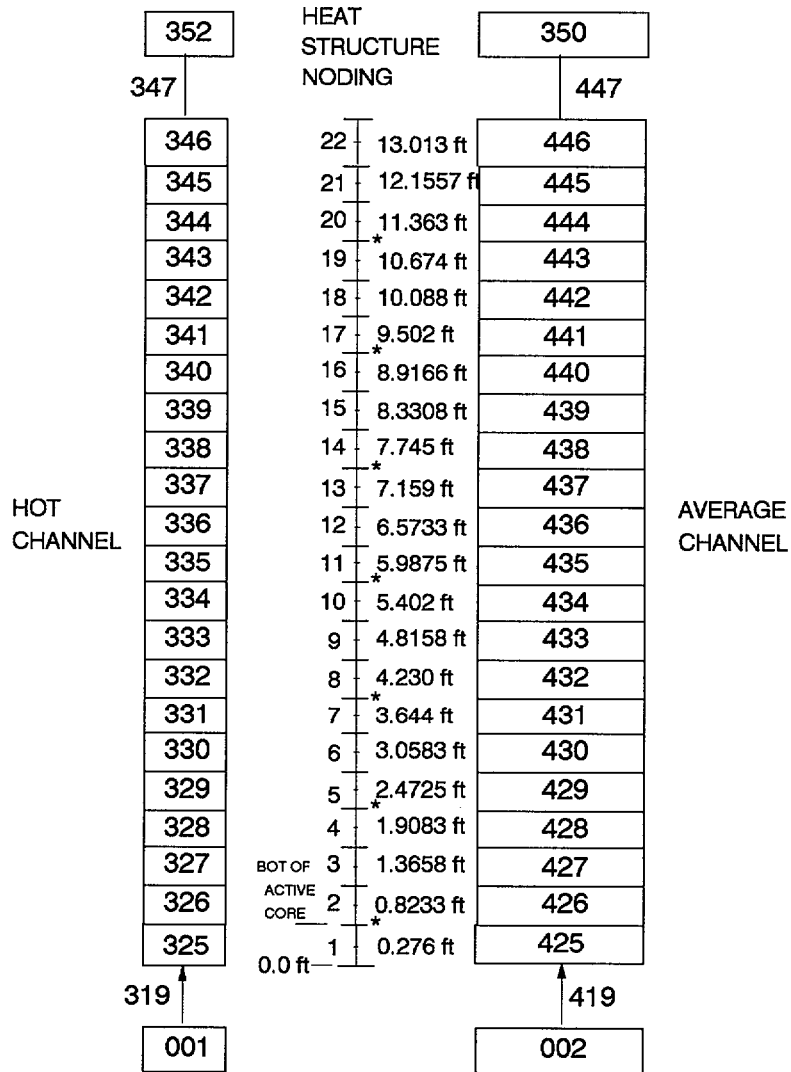 352
HEAT
STRUCTURE
NODING
350
347
447
346 22 13.013 ft 446
345 21 12.1557 ft 445
344 20 11.363 ft 444
*
343 19 10.674 ft 443
342 18 10.088 ft 442
341 17 9.502 ft 441
*
340 16 8.9166 ft 440
339 15 8.3308 ft 439
338 14 7.745 ft 438
*
337 13 7.159 ft 437
HOT
CHANNEL
336 12 6.5733 ft 436
AVERAGE
CHANNEL
335 11 5.9875 ft 435
*
334 10 5.402 ft 434
333 9 4.8158 ft 433
332 8 4.230 ft 432
*
331 7 3.644 ft 431
330 6 3.0583 ft 430
329 5 2.4725 ft 429
*
328 4 1.9083 ft 428
327 3 1.3658 ft 427
BOT OF
ACTIVE
CORE
326 2 0.8233 ft 426
*
325 1 0.276 ft 425
0.0 ft
319
419
001
002